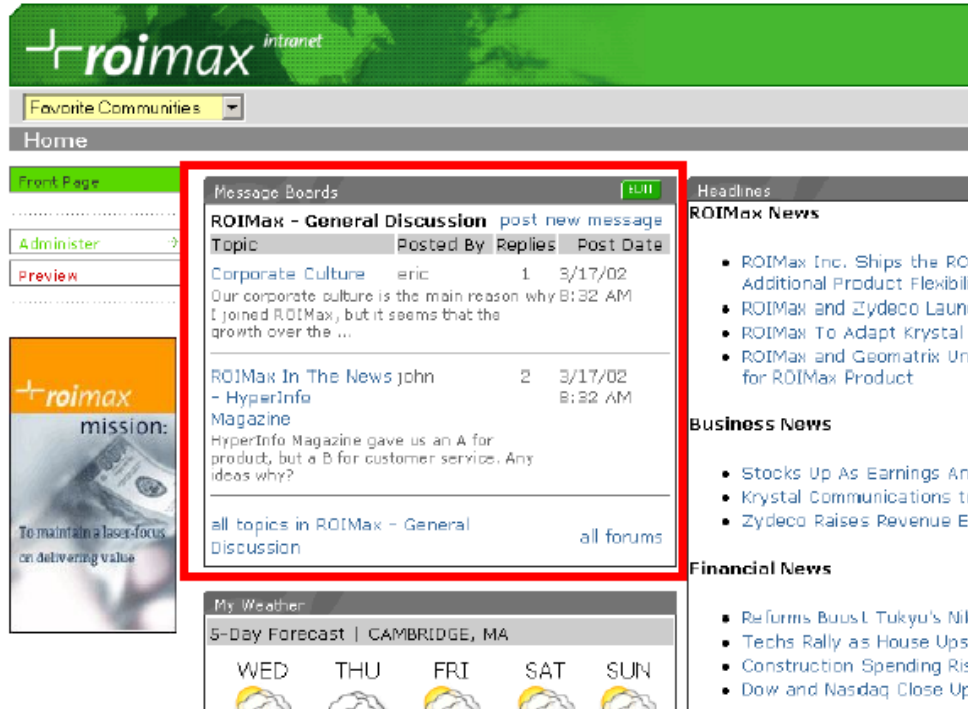 roimax intranet
Favorite Communities
Home
Front Page
Administer
Preview
roimax
mission:
To maintain a laser-focus
on delivering value
Message Boards EDIT
ROIMax - General Discussion post new message
Topic Posted By Replies Post Date
Corporate Culture eric 1 3/17/02
Our corporate culture is the main reason why 8:32 AM
I joined ROIMax, but it seems that the
growth over the ...
ROIMax In The News john 2 3/17/02
- HyperInfo 8:32 AM
Magazine
HyperInfo Magazine gave us an A for
product, but a B for customer service. Any
ideas why?
all topics in ROIMax - General
Discussion all forums
My Weather
5-Day Forecast | CAMBRIDGE, MA
WED THU FRI SAT SUN
Headlines
ROIMax News
ROIMax Inc. Ships the RO
Additional Product Flexibili
ROIMax and Zydeco Laun
ROIMax To Adapt Krystal
ROIMax and Geomatrix Un
for ROIMax Product
Business News
Stocks Up As Earnings An
Krystal Communications t
Zydeco Raises Revenue E
Financial News
Reforms Boost Tokyo's Nik
Techs Rally as House Ups
Construction Spending Ris
Dow and Nasdaq Close Up